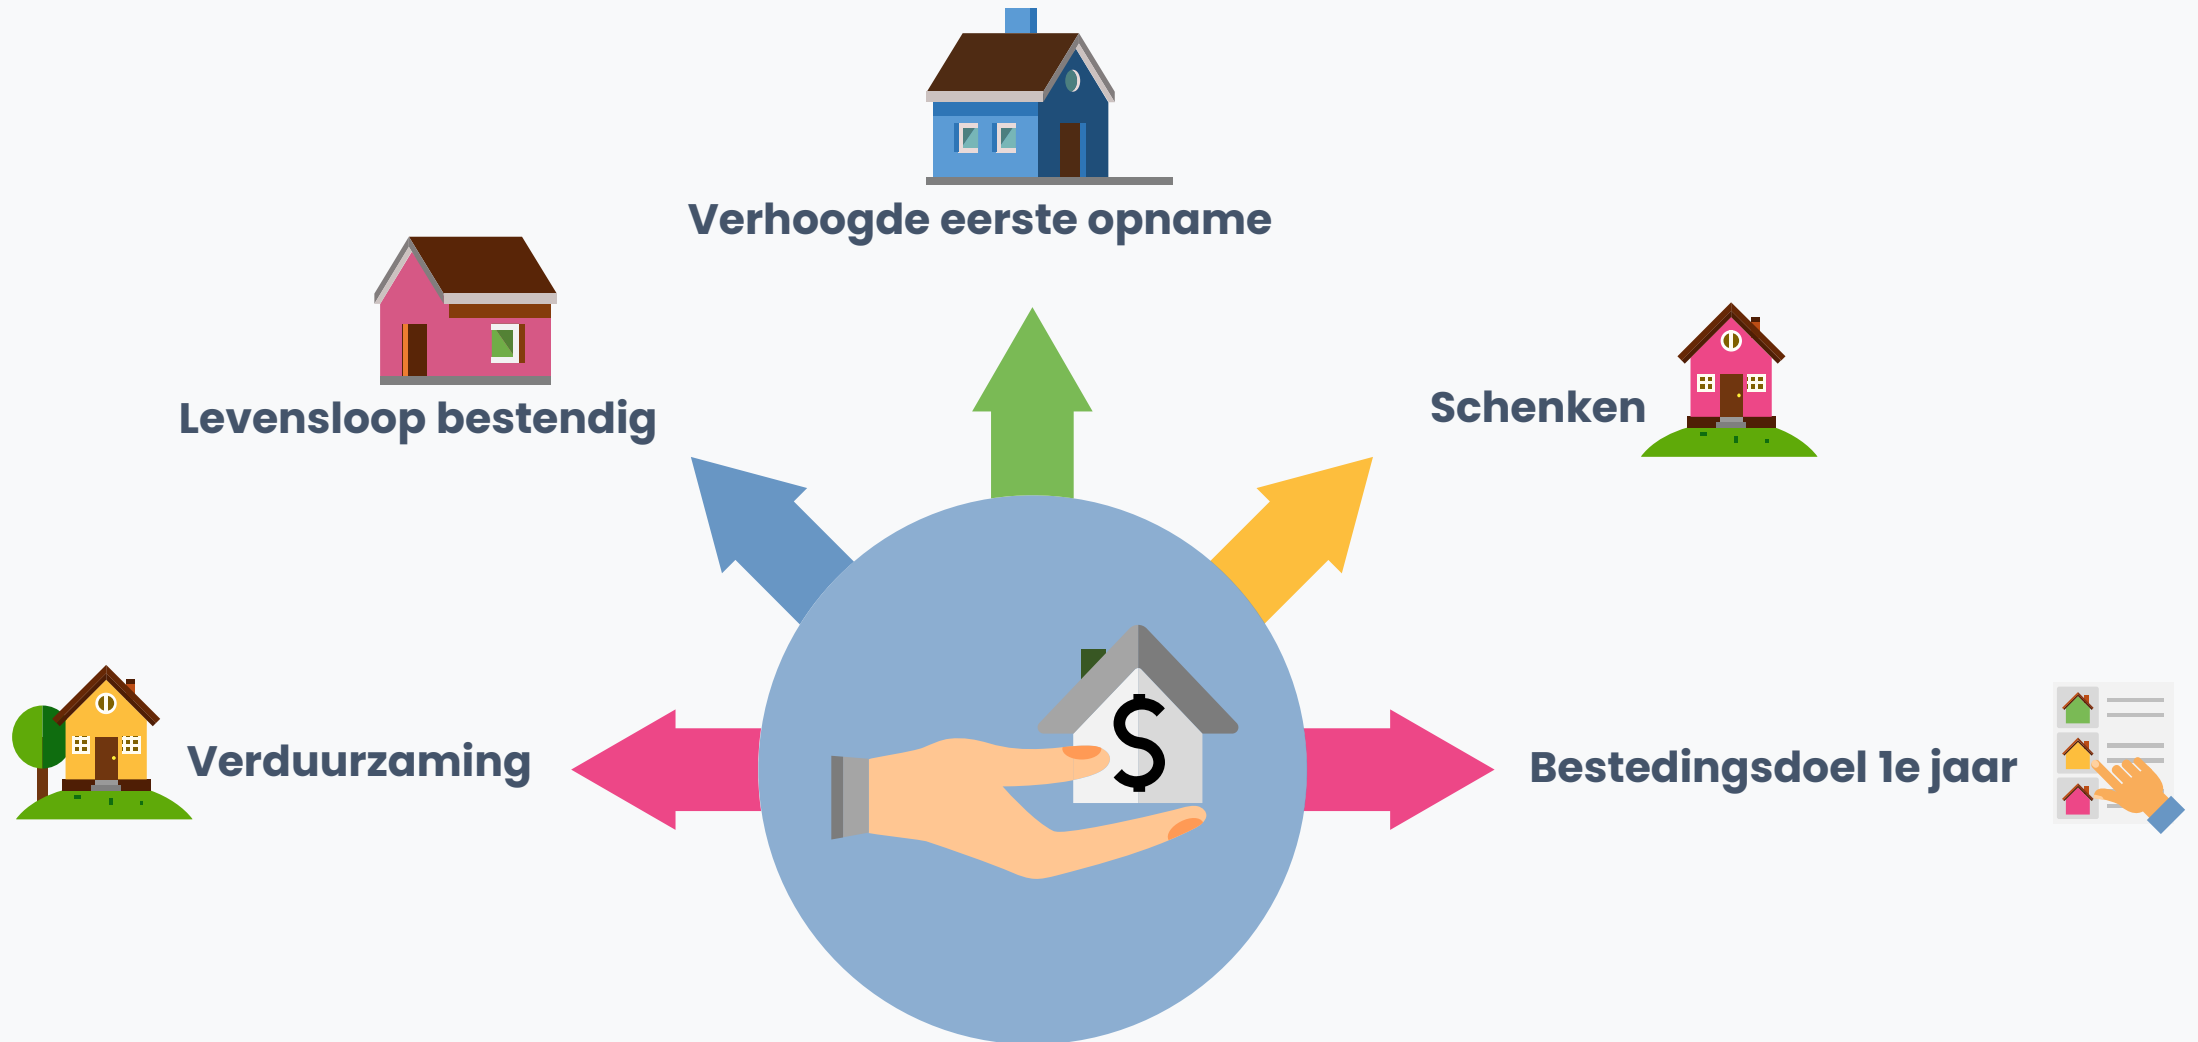 Verhoogde eerste opname
Levensloop bestendig
Schenken
Verduurzaming
Bestedingsdoel 1e jaar
$